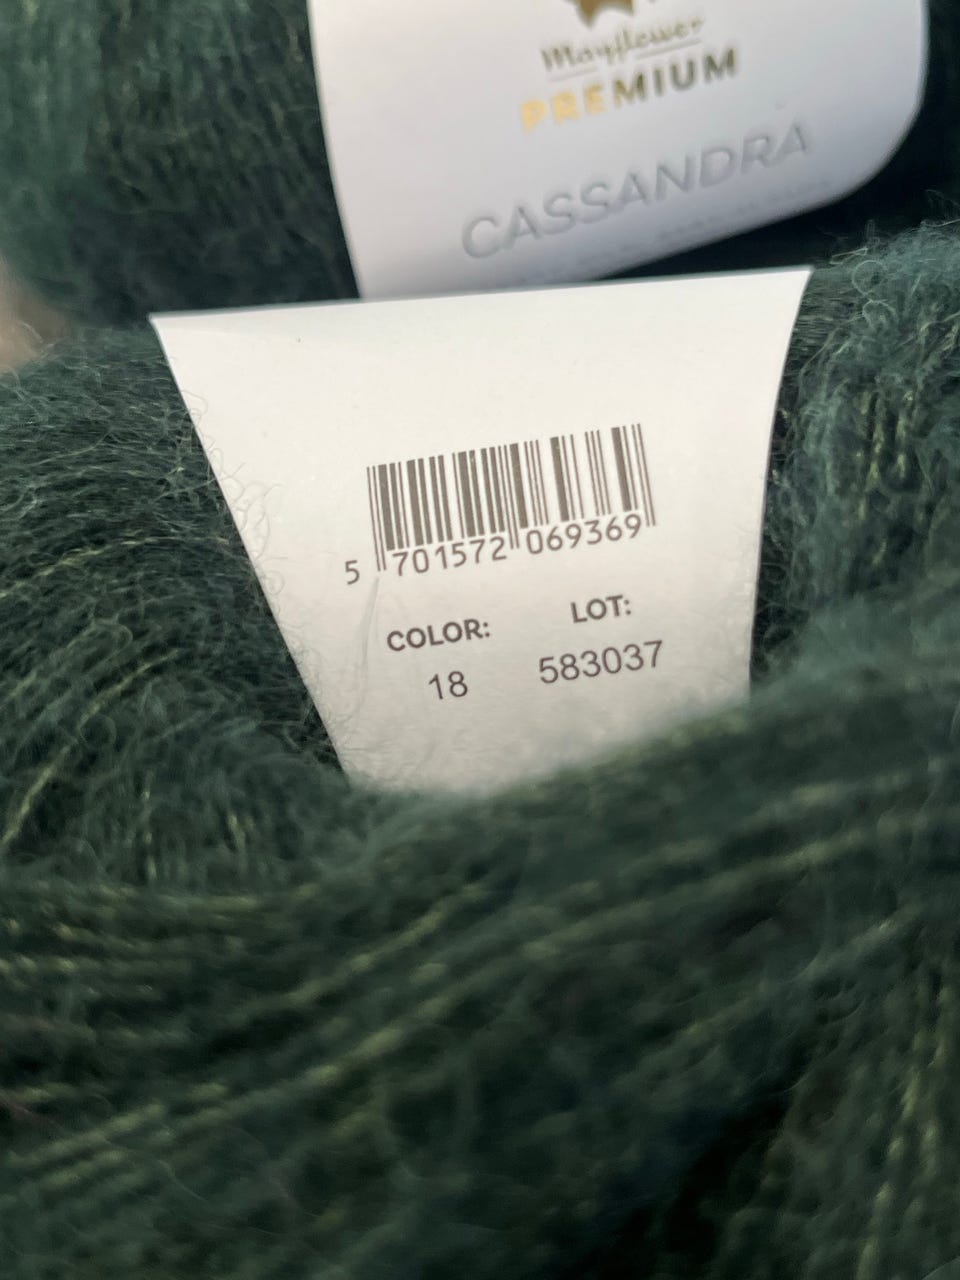 Mayflower
PREMIUM
CASSANDRA
5 701572 069369
COLOR: LOT:
18 583037